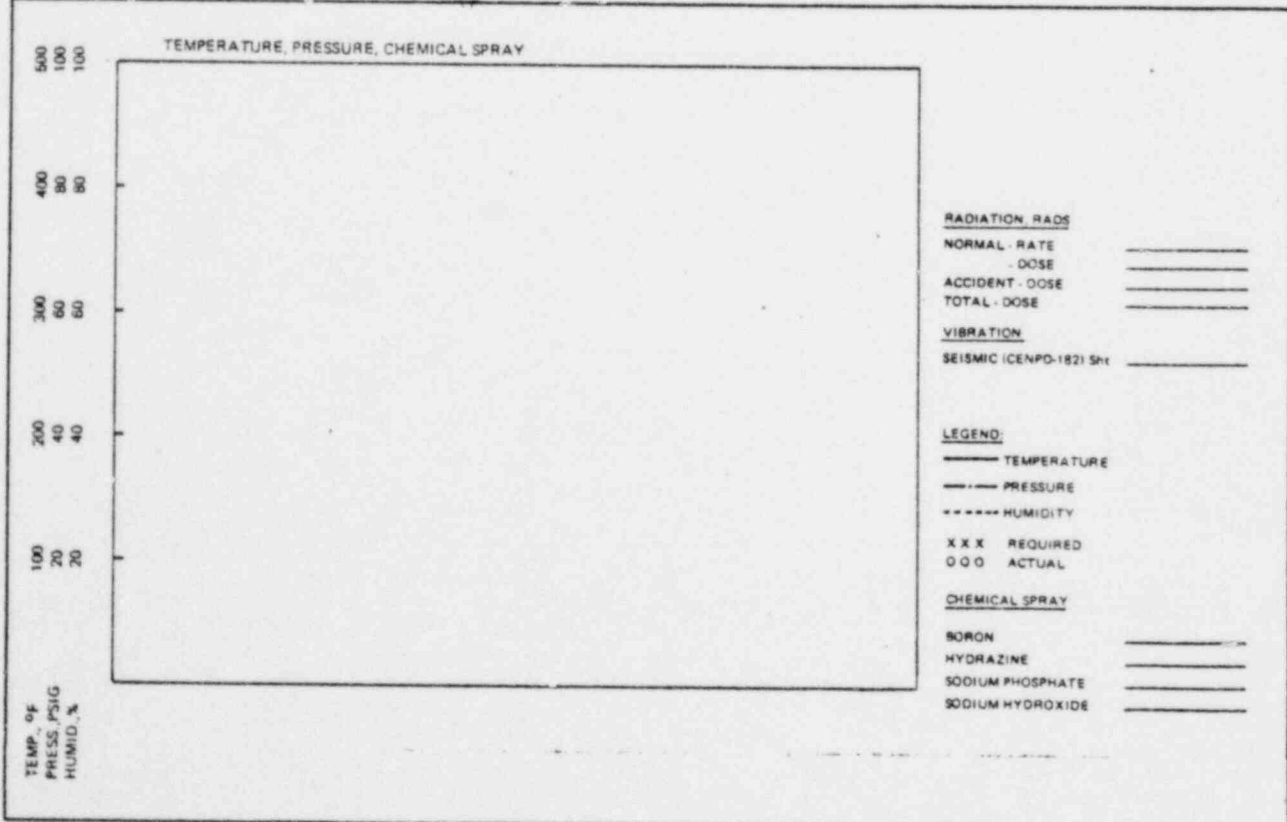 TEMPERATURE, PRESSURE, CHEMICAL SPRAY
500 100 100
400 80 80
300 60 60
200 40 40
100 20 20
TEMP., °F
PRESS., PSIG
HUMID., %
RADIATION, RADS
NORMAL - RATE
- DOSE
ACCIDENT - DOSE
TOTAL - DOSE
VIBRATION
SEISMIC (CENPD-182) Sht
LEGEND:
TEMPERATURE
PRESSURE
HUMIDITY
X X X REQUIRED
O O O ACTUAL
CHEMICAL SPRAY
BORON
HYDRAZINE
SODIUM PHOSPHATE
SODIUM HYDROXIDE